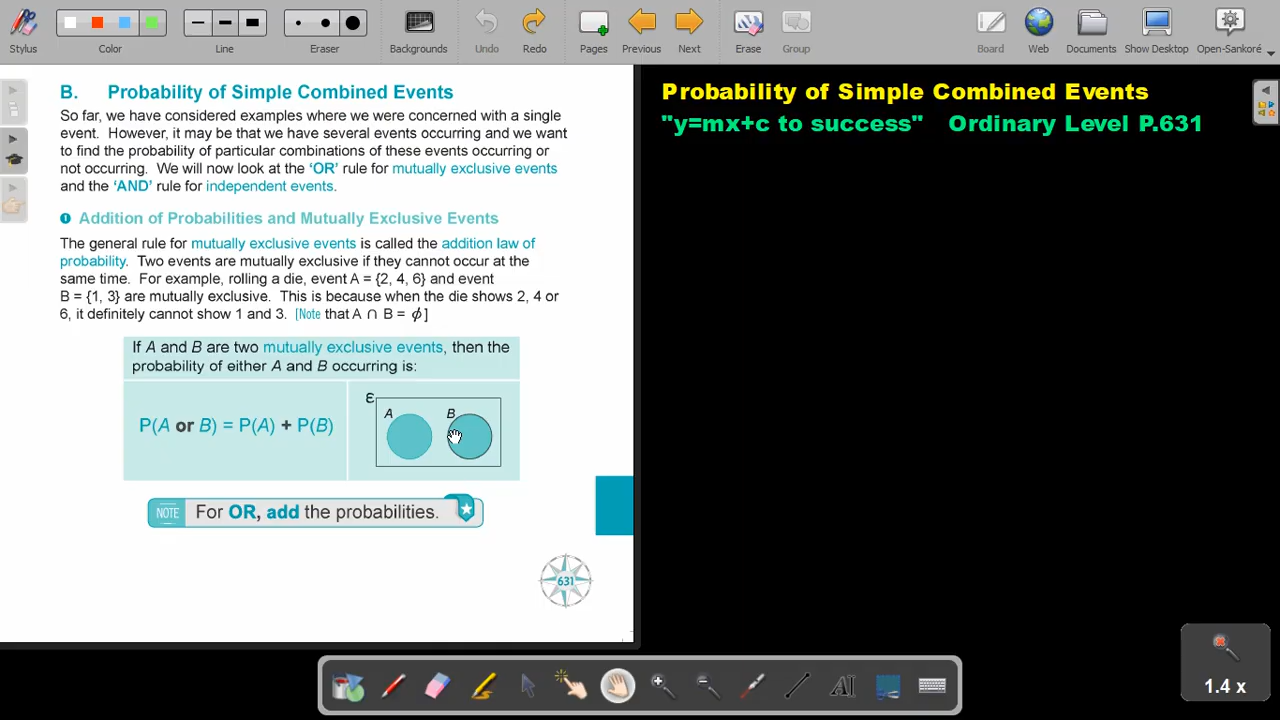 Stylus
Color
Line
Eraser
Backgrounds
Undo
Redo
Pages
Previous
Next
Erase
Group
Board
Web
Documents
Show Desktop
Open-Sankoré
B. Probability of Simple Combined Events
So far, we have considered examples where we were concerned with a single
event. However, it may be that we have several events occurring and we want
to find the probability of particular combinations of these events occurring or
not occurring. We will now look at the ‘OR’ rule for mutually exclusive events
and the ‘AND’ rule for independent events.
1 Addition of Probabilities and Mutually Exclusive Events
The general rule for mutually exclusive events is called the addition law of
probability. Two events are mutually exclusive if they cannot occur at the
same time. For example, rolling a die, event A = {2, 4, 6} and event
B = {1, 3} are mutually exclusive. This is because when the die shows 2, 4 or
6, it definitely cannot show 1 and 3. [Note that A ∩ B = ϕ]
If A and B are two mutually exclusive events, then the
probability of either A and B occurring is:
P(A or B) = P(A) + P(B)
ε
A
B
NOTE For OR, add the probabilities.
631
Probability of Simple Combined Events
"y=mx+c to success" Ordinary Level P.631
AI
1.4 x